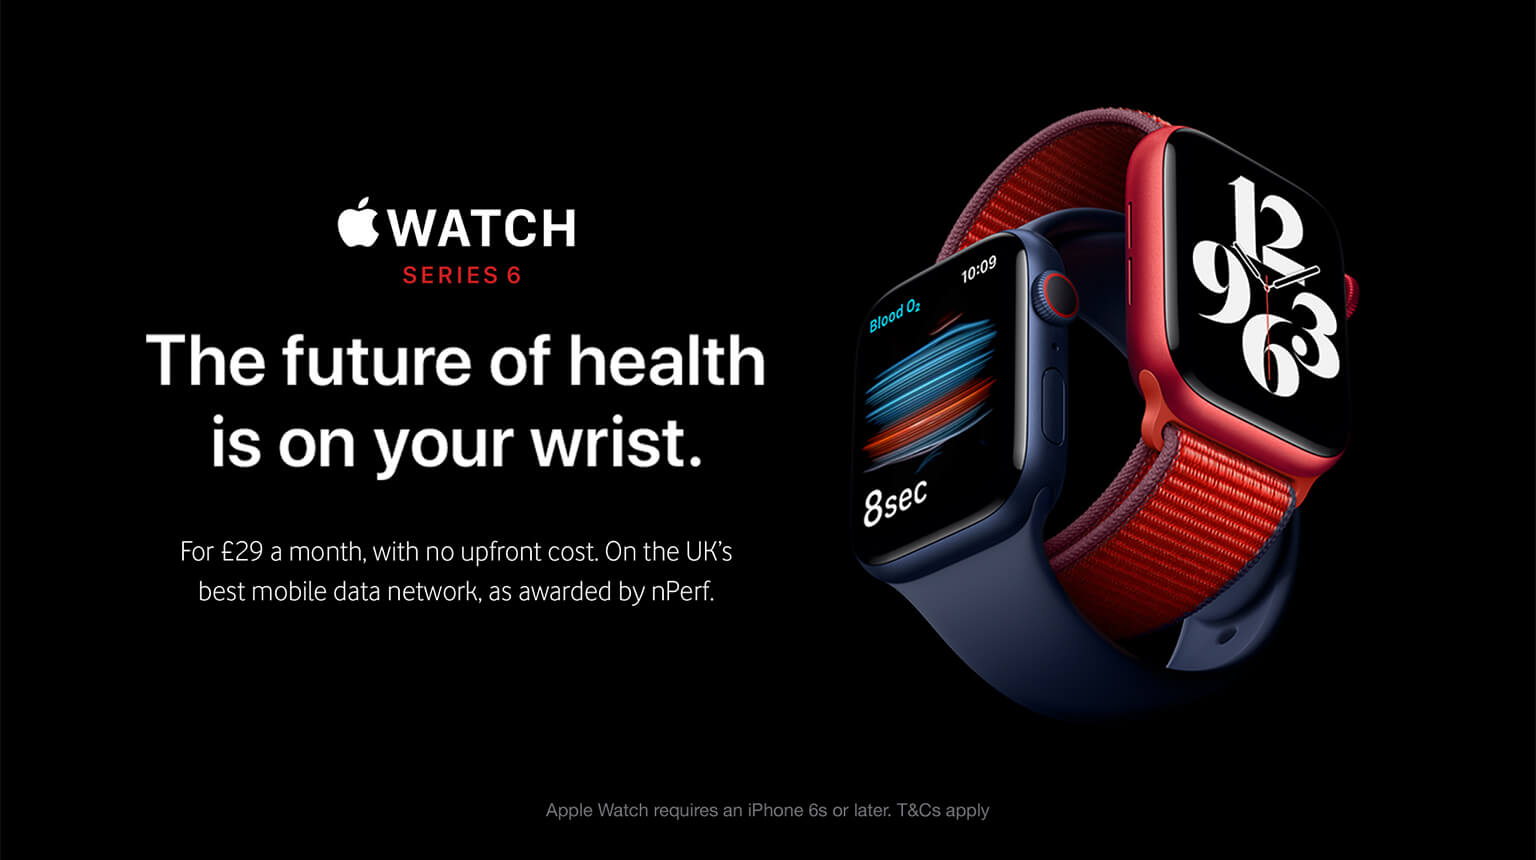 WATCH
SERIES 6
The future of health
is on your wrist.
For £29 a month, with no upfront cost. On the UK's
best mobile data network, as awarded by nPerf.
10:09
Blood O₂
8sec
12
9
3
6
Apple Watch requires an iPhone 6s or later. T&Cs apply